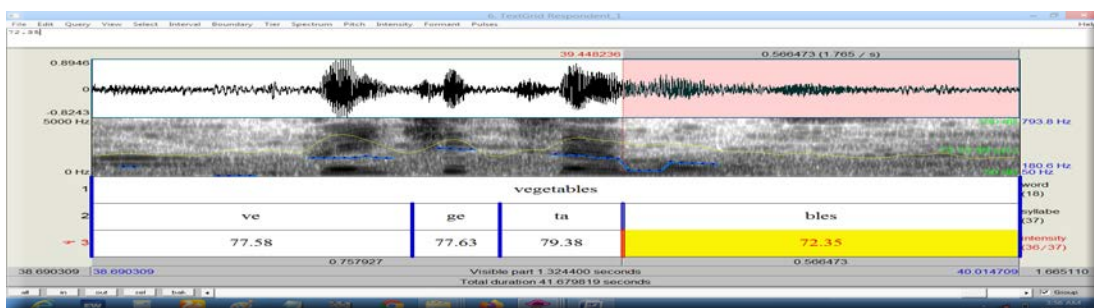 6. TextGrid Respondent_1
File Edit Query View Select Interval Boundary Tier Spectrum Pitch Intensity Formant Pulses Help
39.448236 0.566473 (1.765 / s)
0.8946
0
-0.8243
5000 Hz 793.8 Hz
180.6 Hz
0 Hz 50 Hz
1 vegetables word (18)
2 ve ge ta bles syllabe (37)
3 77.58 77.63 79.38 72.35 intensity (36/37)
0.757927 0.566473
38.690309 38.690309 Visible part 1.324400 seconds 40.014709 1.665110
Total duration 41.679819 seconds
all in out sel bak Group